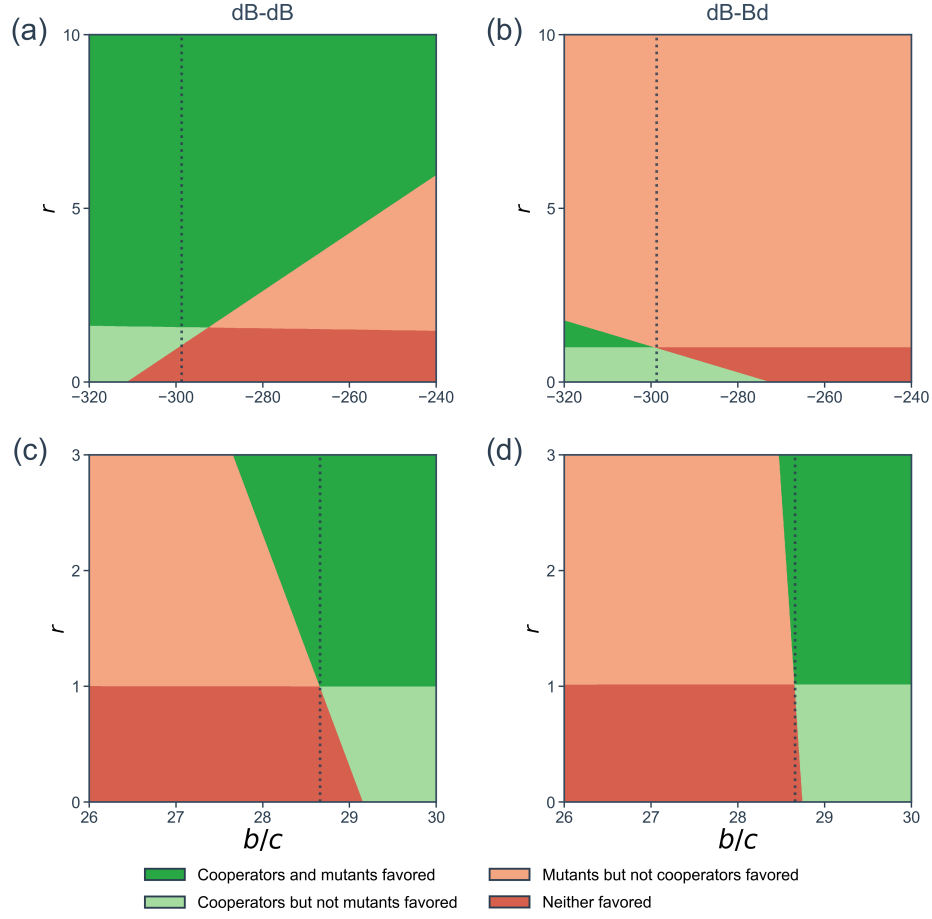 dB-dB
dB-Bd
(a)
(b)
10
5
0
r
−320
−300
−280
−260
−240
10
5
0
r
−320
−300
−280
−260
−240
(c)
(d)
3
2
1
0
r
26
27
28
29
30
b/c
3
2
1
0
r
26
27
28
29
30
b/c
Cooperators and mutants favored
Mutants but not cooperators favored
Cooperators but not mutants favored
Neither favored